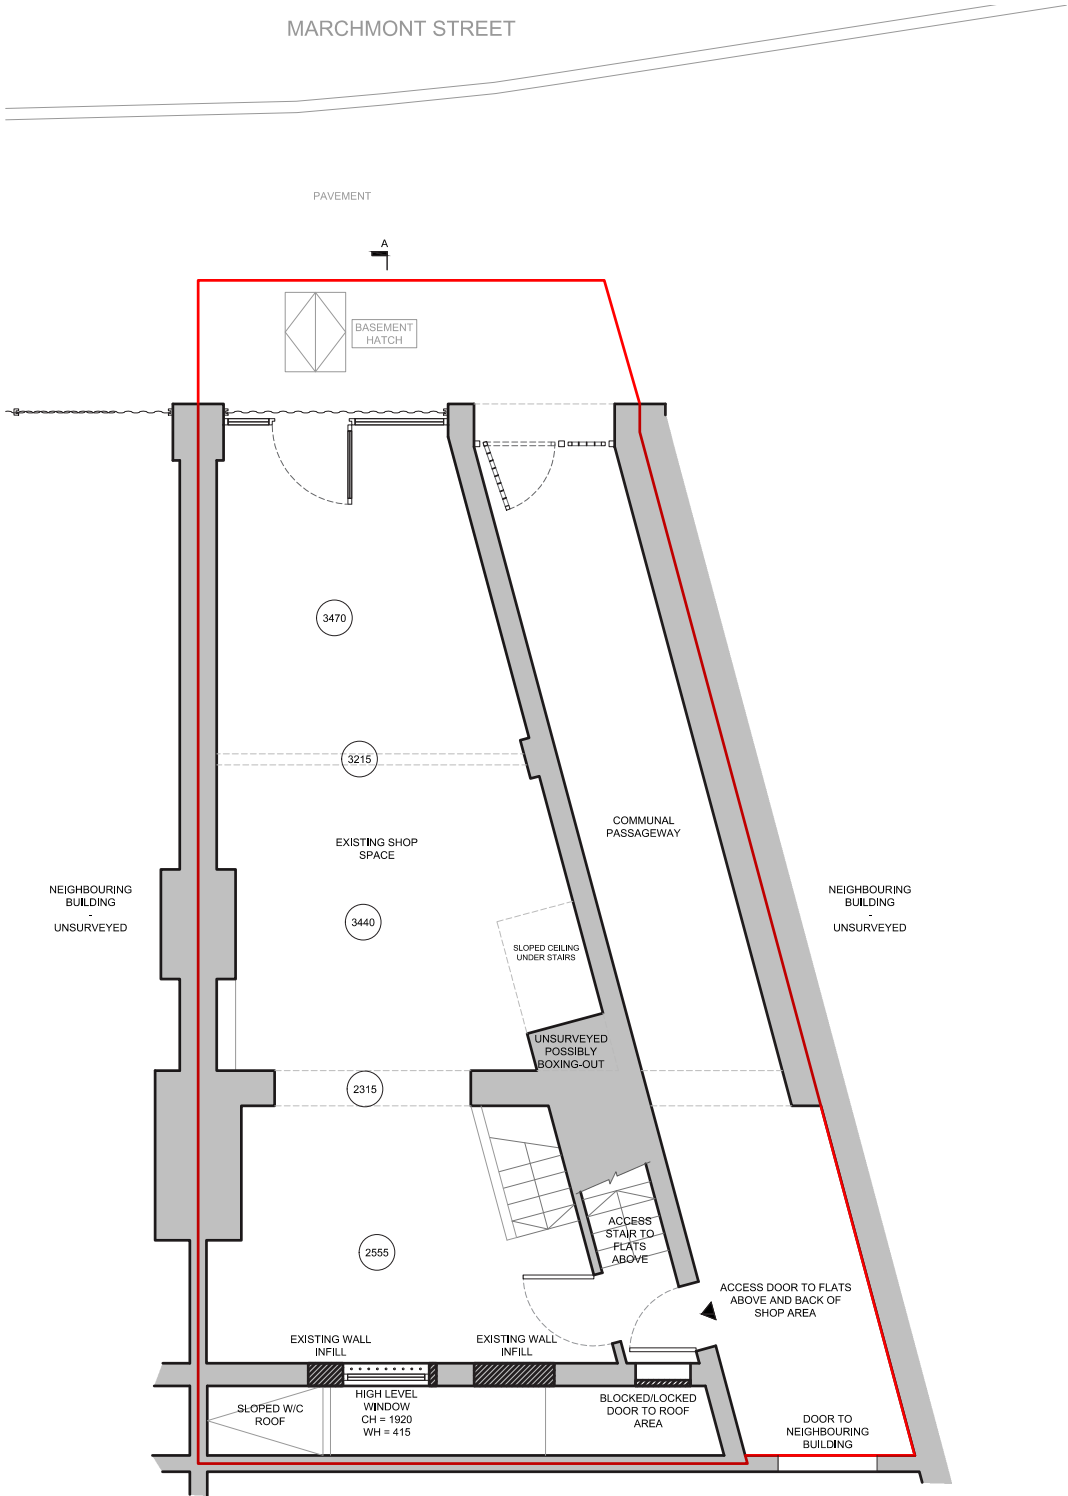 MARCHMONT STREET
PAVEMENT
A
BASEMENT
HATCH
3470
3215
EXISTING SHOP
SPACE
COMMUNAL
PASSAGEWAY
NEIGHBOURING
BUILDING
-
UNSURVEYED
3440
NEIGHBOURING
BUILDING
-
UNSURVEYED
SLOPED CEILING
UNDER STAIRS
UNSURVEYED
POSSIBLY
BOXING-OUT
2315
ACCESS
STAIR TO
FLATS
ABOVE
2555
ACCESS DOOR TO FLATS
ABOVE AND BACK OF
SHOP AREA
EXISTING WALL
INFILL
EXISTING WALL
INFILL
SLOPED W/C
ROOF
HIGH LEVEL
WINDOW
CH = 1920
WH = 415
BLOCKED/LOCKED
DOOR TO ROOF
AREA
DOOR TO
NEIGHBOURING
BUILDING